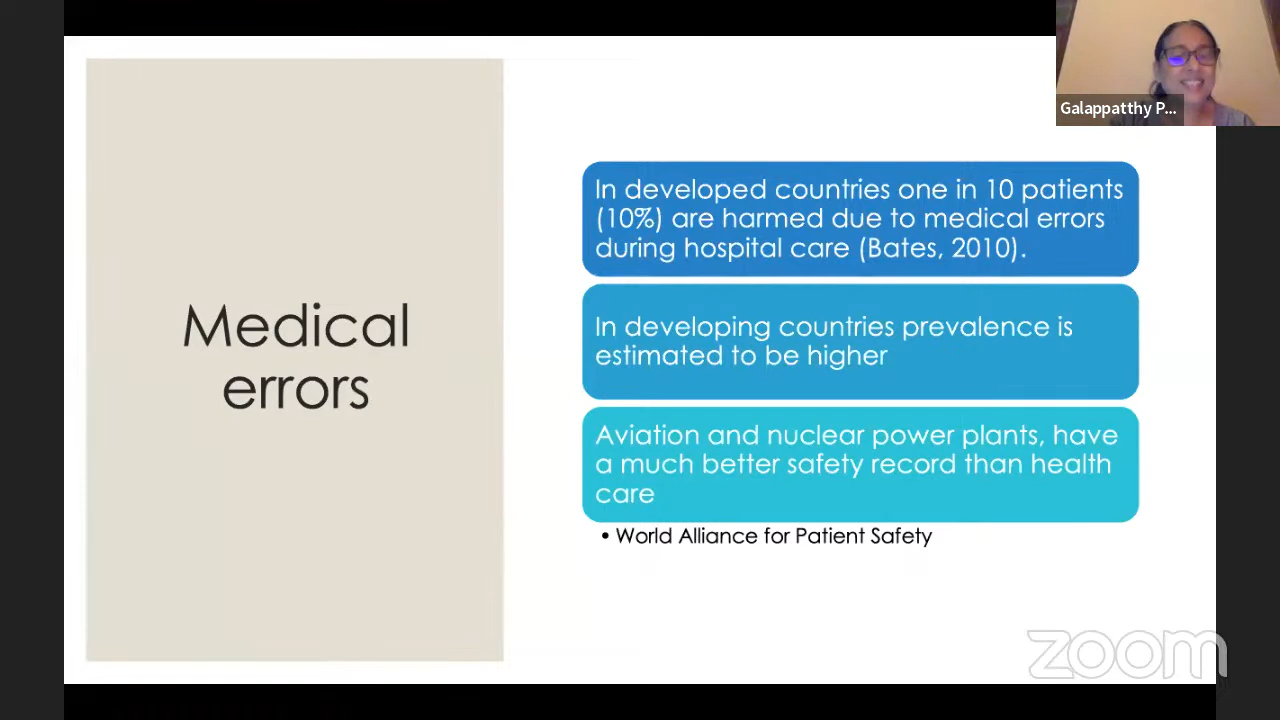 Galappatthy P...
Medical
errors
In developed countries one in 10 patients
(10%) are harmed due to medical errors
during hospital care (Bates, 2010).
In developing countries prevalence is
estimated to be higher
Aviation and nuclear power plants, have
a much better safety record than health
care
• World Alliance for Patient Safety
zoom